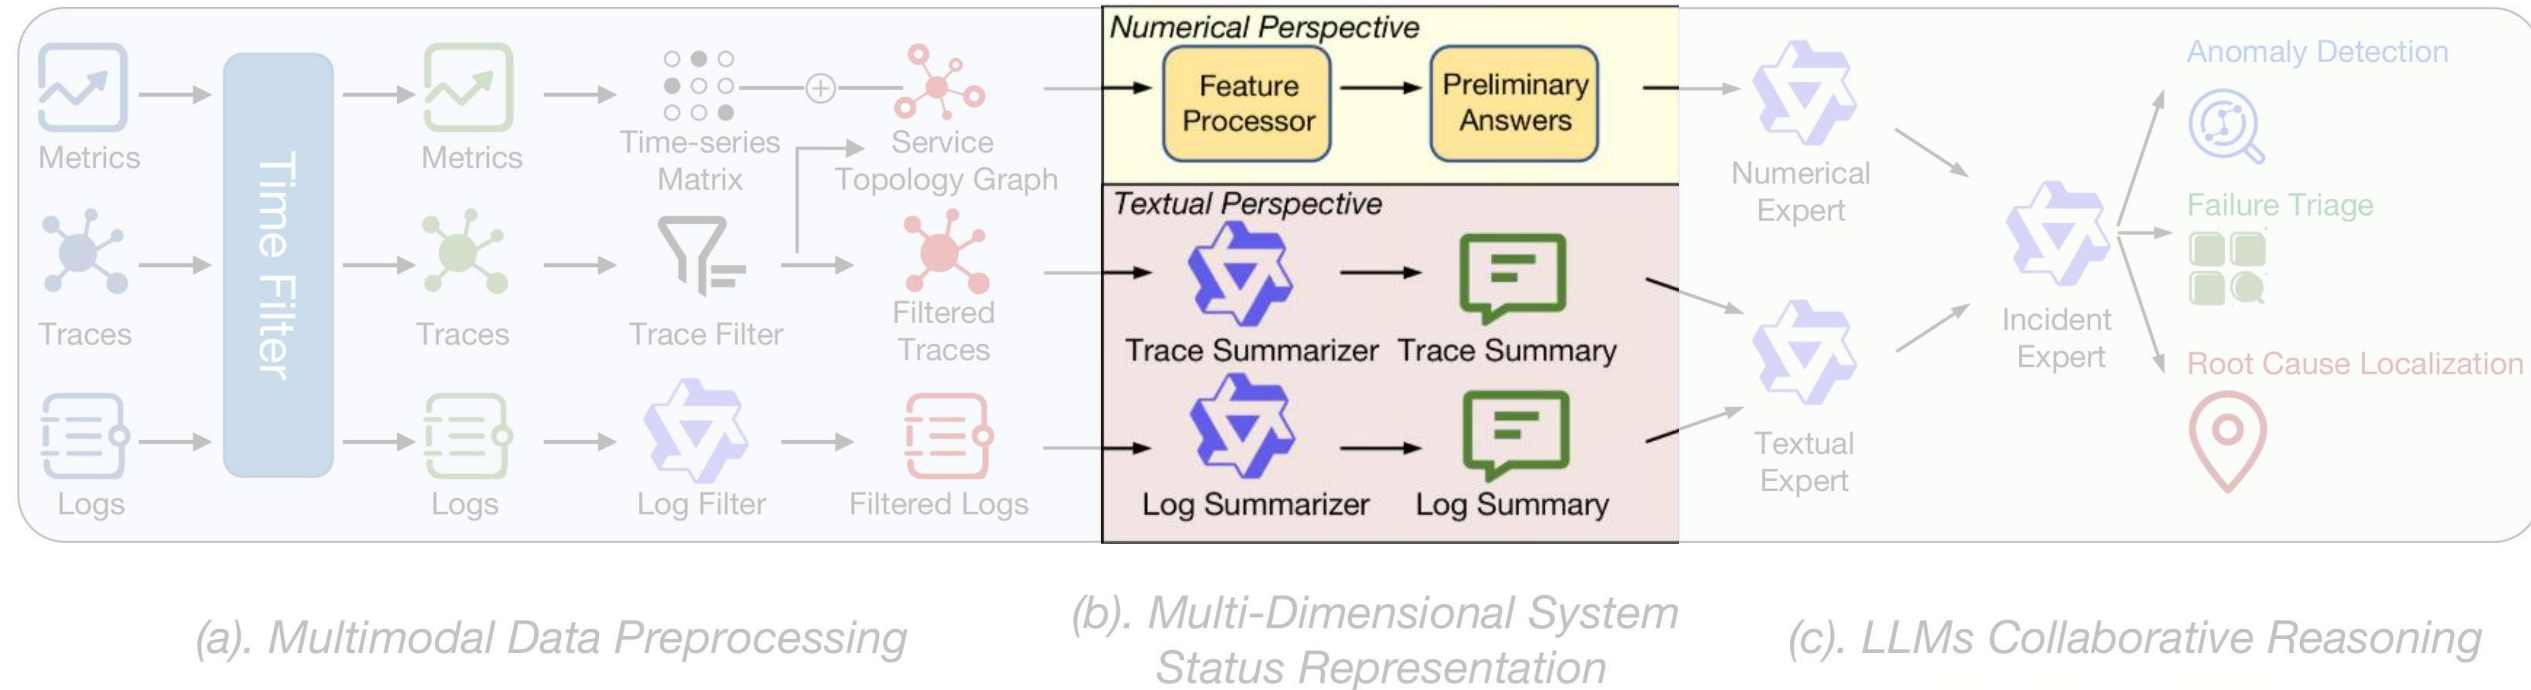 Metrics
Traces
Logs
Time Filter
Metrics
Traces
Logs
Time-series
Matrix
Trace Filter
Log Filter
Service
Topology Graph
Filtered
Traces
Filtered Logs
Numerical Perspective
Feature
Processor
Preliminary
Answers
Textual Perspective
Trace Summarizer
Trace Summary
Log Summarizer
Log Summary
Numerical
Expert
Textual
Expert
Incident
Expert
Anomaly Detection
Failure Triage
Root Cause Localization
(a). Multimodal Data Preprocessing
(b). Multi-Dimensional System
Status Representation
(c). LLMs Collaborative Reasoning